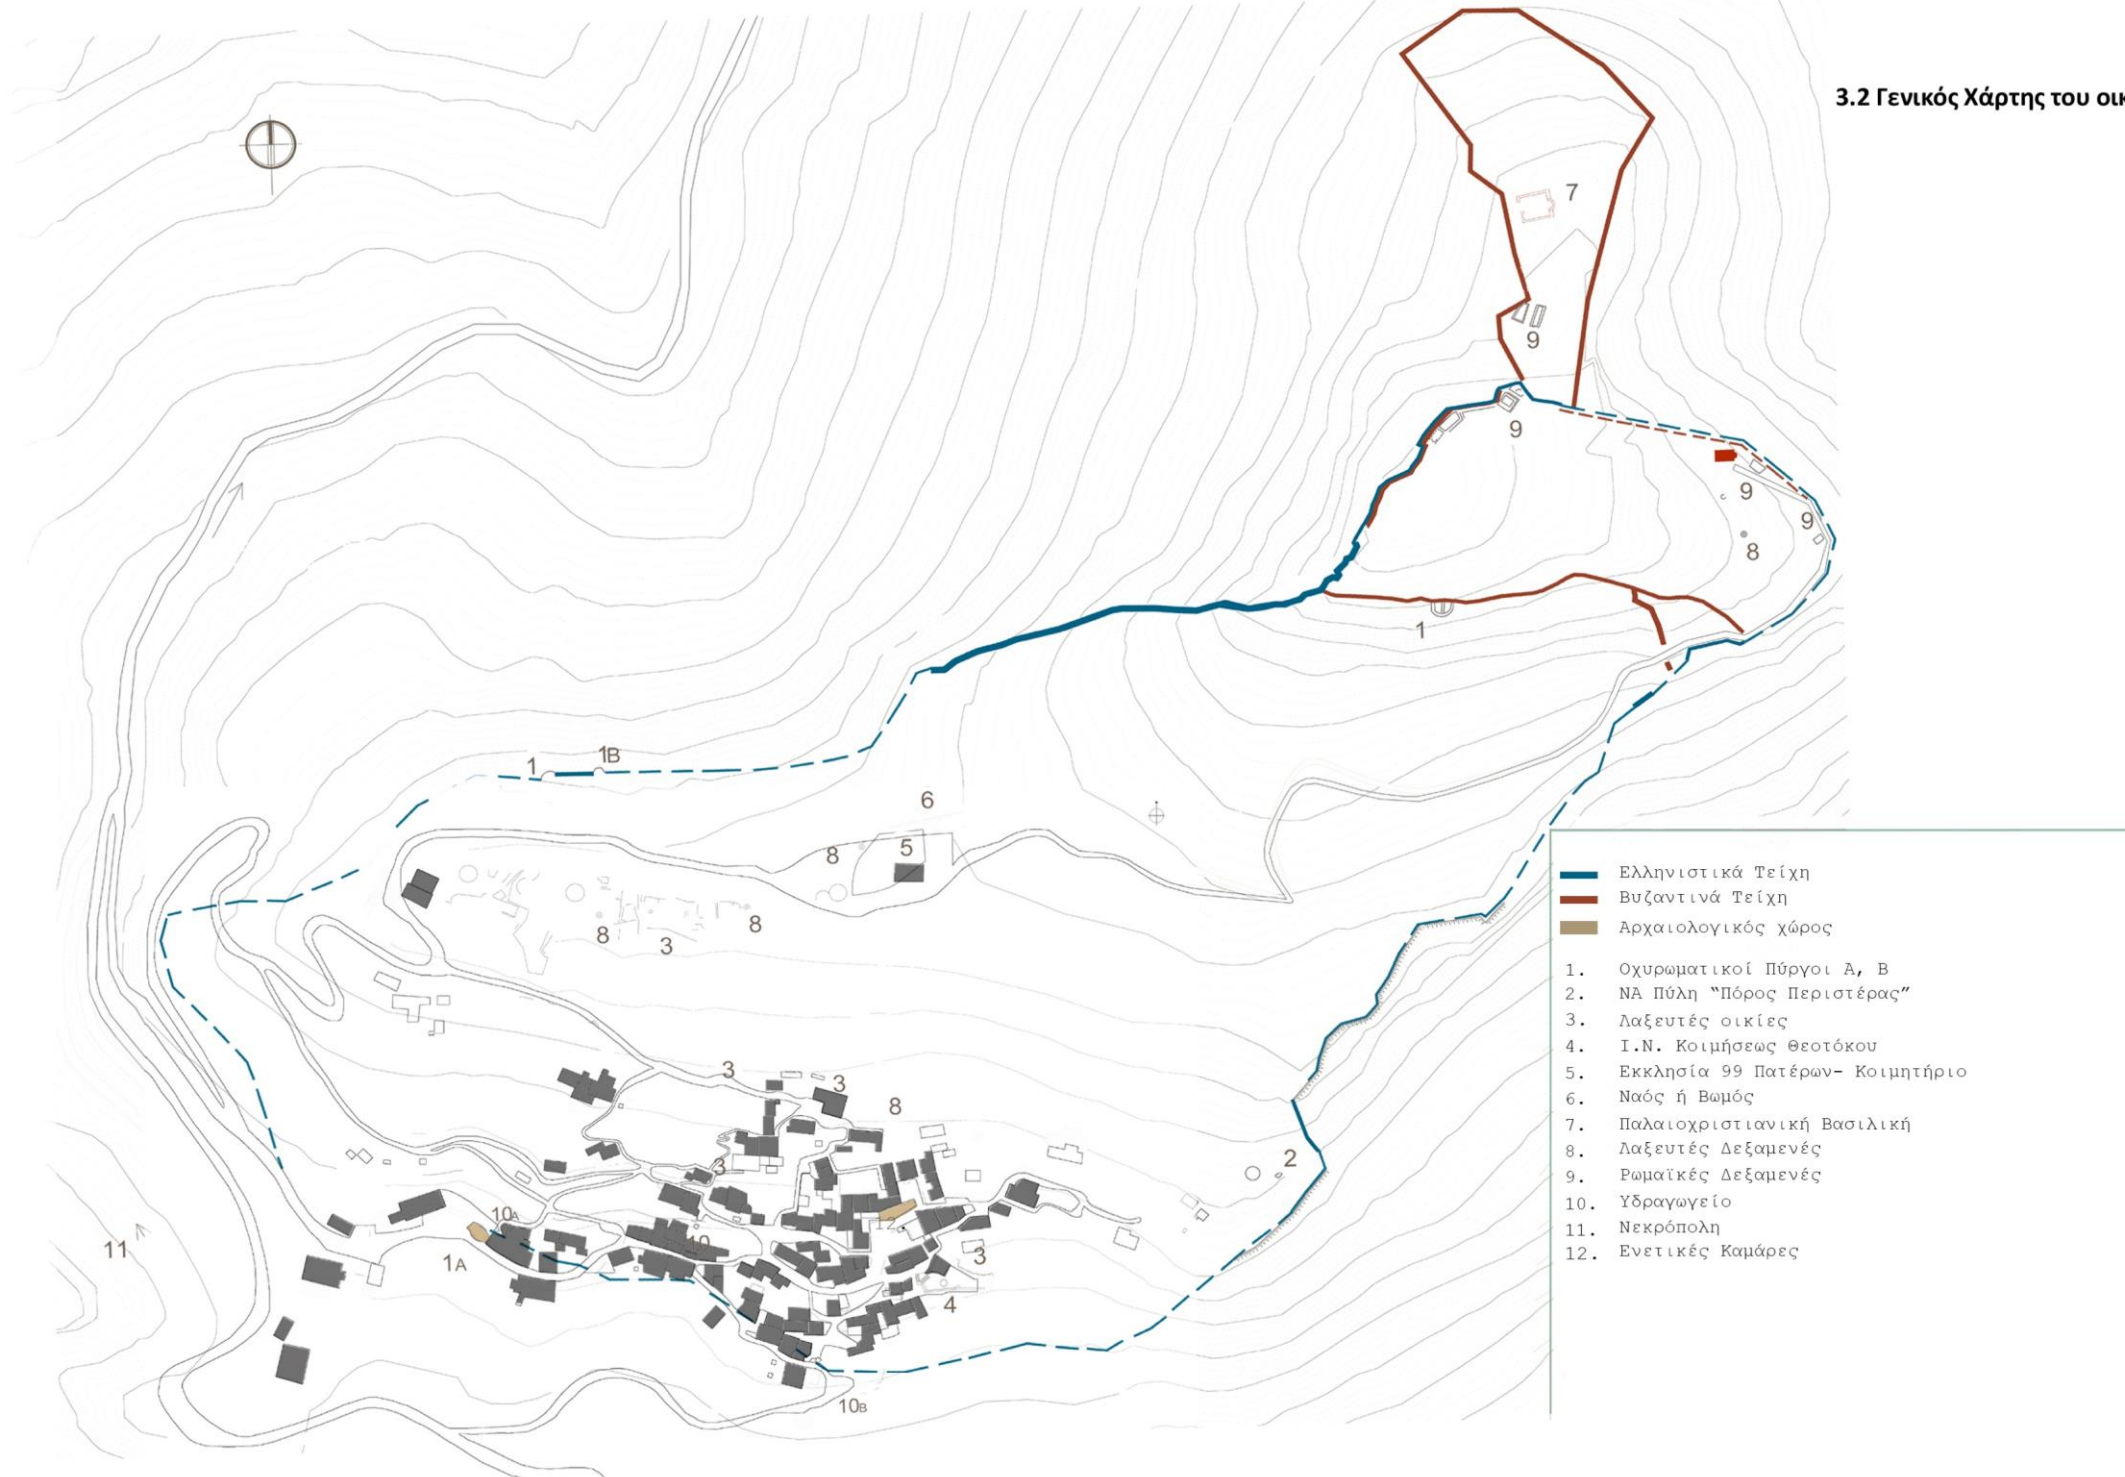 3.2 Γενικός Χάρτης του οικ
7
9
9
9
9
8
1
1
1B
6
5
8
8
8
3
3
3
8
3
2
10A
12
10
11
1A
3
4
10B
Ελληνιστικά Τείχη
Βυζαντινά Τείχη
Αρχαιολογικός χώρος
1. Οχυρωματικοί Πύργοι Α, Β
2. ΝΑ Πύλη “Πόρος Περιστέρας”
3. Λαξευτές οικίες
4. Ι.Ν. Κοιμήσεως Θεοτόκου
5. Εκκλησία 99 Πατέρων- Κοιμητήριο
6. Ναός ή Βωμός
7. Παλαιοχριστιανική Βασιλική
8. Λαξευτές Δεξαμενές
9. Ρωμαϊκές Δεξαμενές
10. Υδραγωγείο
11. Νεκρόπολη
12. Ενετικές Καμάρες